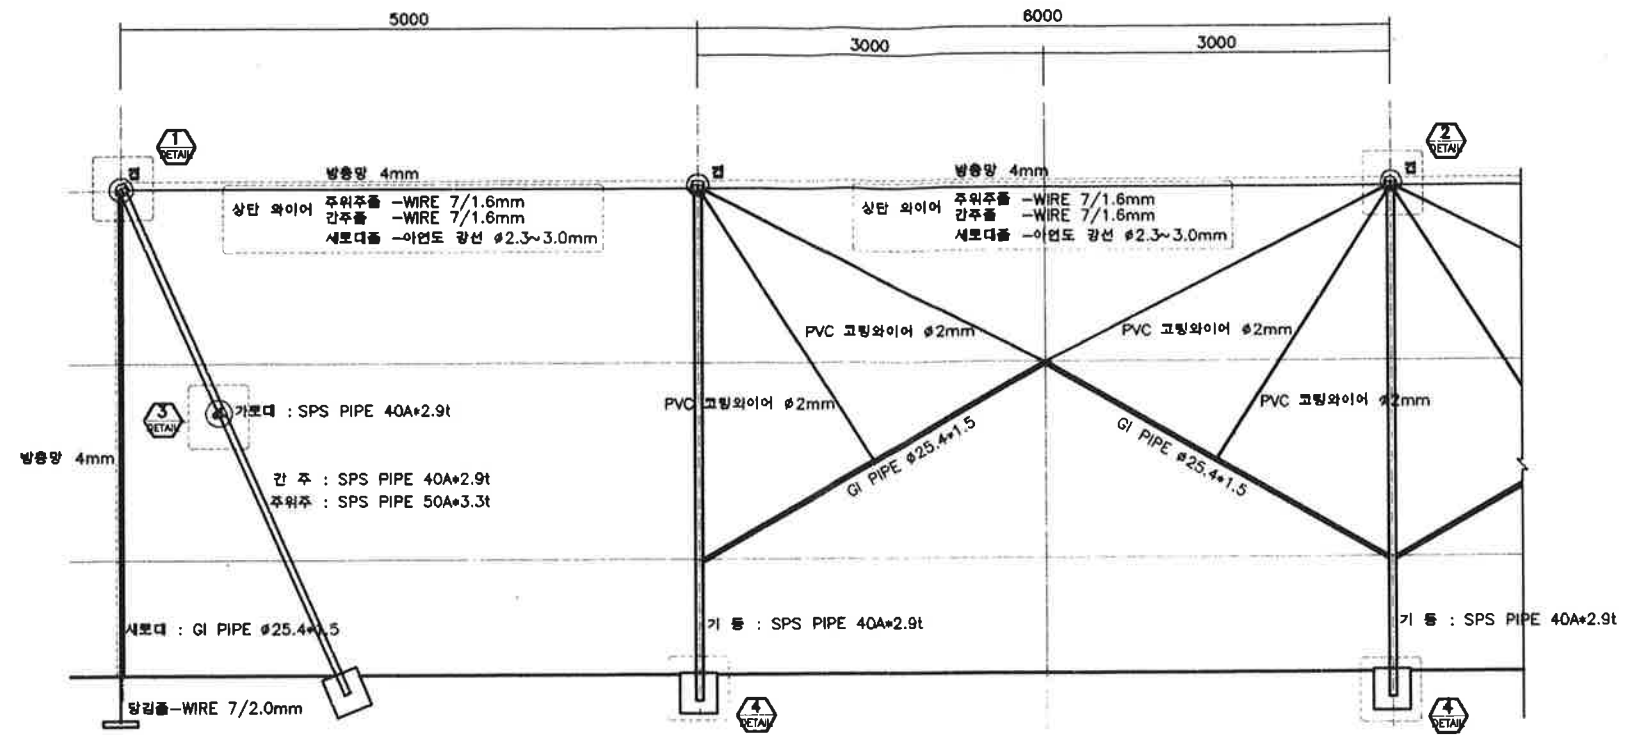 5000
6000
3000
3000
1
DETAIL
2
DETAIL
캡
방충망 4mm
캡
방충망 4mm
캡
상단 와이어 주위주줄 -WIRE 7/1.6mm
간주줄 -WIRE 7/1.6mm
세로대줄 -아연도 강선 ø2.3~3.0mm
상단 와이어 주위주줄 -WIRE 7/1.6mm
간주줄 -WIRE 7/1.6mm
세로대줄 -아연도 강선 ø2.3~3.0mm
PVC 코팅와이어 ø2mm
PVC 코팅와이어 ø2mm
3
DETAIL
가로대 : SPS PIPE 40A*2.9t
PVC 코팅와이어 ø2mm
PVC 코팅와이어 ø2mm
방충망 4mm
GI PIPE ø25.4*1.5
GI PIPE ø25.4*1.5
간 주 : SPS PIPE 40A*2.9t
주위주 : SPS PIPE 50A*3.3t
세로대 : GI PIPE ø25.4*1.5
기 둥 : SPS PIPE 40A*2.9t
기 둥 : SPS PIPE 40A*2.9t
당김줄-WIRE 7/2.0mm
4
DETAIL
4
DETAIL